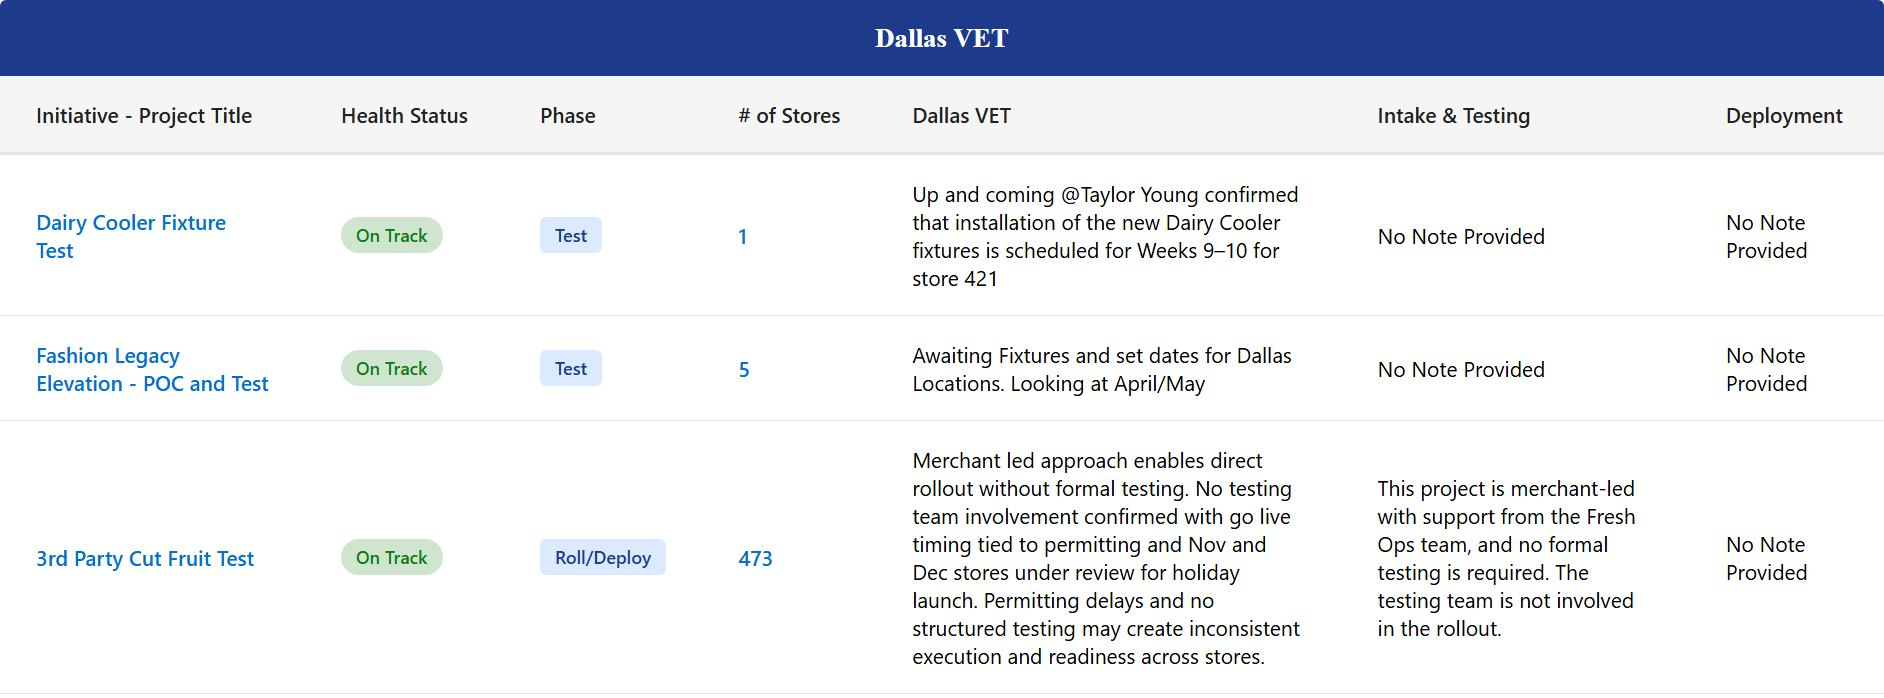 Dallas VET
Initiative - Project Title
Health Status
Phase
# of Stores
Dallas VET
Intake & Testing
Deployment
Dairy Cooler Fixture
Test
On Track
Test
1
Up and coming @Taylor Young confirmed
that installation of the new Dairy Cooler
fixtures is scheduled for Weeks 9–10 for
store 421
No Note Provided
No Note
Provided
Fashion Legacy
Elevation - POC and Test
On Track
Test
5
Awaiting Fixtures and set dates for Dallas
Locations. Looking at April/May
No Note Provided
No Note
Provided
3rd Party Cut Fruit Test
On Track
Roll/Deploy
473
Merchant led approach enables direct
rollout without formal testing. No testing
team involvement confirmed with go live
timing tied to permitting and Nov and
Dec stores under review for holiday
launch. Permitting delays and no
structured testing may create inconsistent
execution and readiness across stores.
This project is merchant-led
with support from the Fresh
Ops team, and no formal
testing is required. The
testing team is not involved
in the rollout.
No Note
Provided